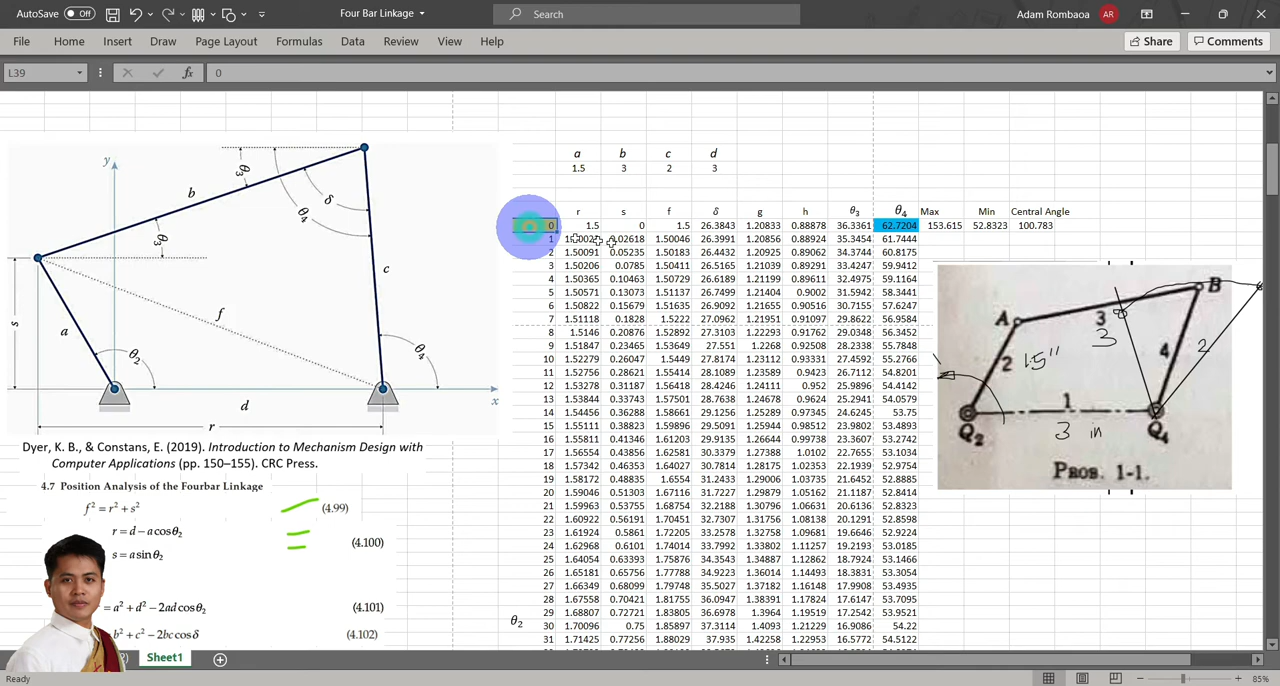 AutoSave Off Four Bar Linkage Search Adam Rombaoa AR
File Home Insert Draw Page Layout Formulas Data Review View Help Share Comments
L39 fx 0
y
x
θ3
θ3
δ
θ4
b
c
s
a
f
θ2
θ4
d
r
Dyer, K. B., & Constans, E. (2019). Introduction to Mechanism Design with
Computer Applications (pp. 150–155). CRC Press.
4.7 Position Analysis of the Fourbar Linkage
f² = r² + s² (4.99)
r = d – a cosθ2
(4.100)
s = a sinθ2
= a² + d² – 2ad cosθ2 (4.101)
b² + c² – 2bc cosδ (4.102)
a b c d
1.5 3 2 3
r s f δ g h θ3 θ4 Max Min Central Angle
0 1.5 0 1.5 26.3843 1.20833 0.88878 36.3361 62.7204 153.615 52.8323 100.783
1 0.02618 1.50046 26.3991 1.20856 0.88924 35.3454 61.7444
2 1.50091 0.05235 1.50183 26.4432 1.20925 0.89062 34.3744 60.8175
3 1.50206 0.0785 1.50411 26.5165 1.21039 0.89291 33.4247 59.9412
4 1.50365 0.10463 1.50729 26.6189 1.21199 0.89611 32.4975 59.1164
5 1.50571 0.13073 1.51137 26.7499 1.21404 0.9002 31.5942 58.3441
6 1.50822 0.15679 1.51635 26.9092 1.21655 0.90516 30.7155 57.6247
7 1.51118 0.1828 1.5222 27.0962 1.21951 0.91097 29.8622 56.9584
8 1.5146 0.20876 1.52892 27.3103 1.22293 0.91762 29.0348 56.3452
9 1.51847 0.23465 1.53649 27.551 1.2268 0.92508 28.2338 55.7848
10 1.52279 0.26047 1.5449 27.8174 1.23112 0.93331 27.4592 55.2766
11 1.52756 0.28621 1.55414 28.1089 1.23589 0.9423 26.7112 54.8201
12 1.53278 0.31187 1.56418 28.4246 1.24111 0.952 25.9896 54.4142
13 1.53844 0.33743 1.57501 28.7638 1.24678 0.9624 25.2941 54.0579
14 1.54456 0.36288 1.58661 29.1256 1.25289 0.97345 24.6245 53.75
15 1.55111 0.38823 1.59896 29.5091 1.25944 0.98512 23.9802 53.4893
16 1.55811 0.41346 1.61203 29.9135 1.26644 0.99738 23.3607 53.2742
17 1.56554 0.43856 1.62581 30.3379 1.27388 1.0102 22.7655 53.1034
18 1.57342 0.46353 1.64027 30.7814 1.28175 1.02353 22.1939 52.9754
19 1.58172 0.48835 1.6554 31.2433 1.29006 1.03735 21.6452 52.8885
20 1.59046 0.51303 1.67116 31.7227 1.29879 1.05162 21.1187 52.8414
21 1.59963 0.53755 1.68754 32.2188 1.30796 1.06631 20.6136 52.8323
22 1.60922 0.56191 1.70451 32.7307 1.31756 1.08138 20.1291 52.8598
23 1.61924 0.5861 1.72205 33.2578 1.32758 1.09681 19.6646 52.9224
24 1.62968 0.6101 1.74014 33.7992 1.33802 1.11257 19.2193 53.0185
25 1.64054 0.63393 1.75876 34.3543 1.34887 1.12862 18.7924 53.1466
26 1.65181 0.65756 1.77788 34.9223 1.36014 1.14493 18.3831 53.3054
27 1.66349 0.68099 1.79748 35.5027 1.37182 1.16148 17.9908 53.4935
28 1.67558 0.70421 1.81755 36.0947 1.38391 1.17824 17.6147 53.7095
29 1.68807 0.72721 1.83805 36.6978 1.3964 1.19519 17.2542 53.9521
θ2 30 1.70096 0.75 1.85897 37.3114 1.4093 1.21229 16.9086 54.22
31 1.71425 0.77256 1.88029 37.935 1.42258 1.22953 16.5772 54.5122
A
B
3
3
2
1.5"
4
2
1
3 in
Q2
Q4
PROB. 1-1.
Sheet1
Ready 85%